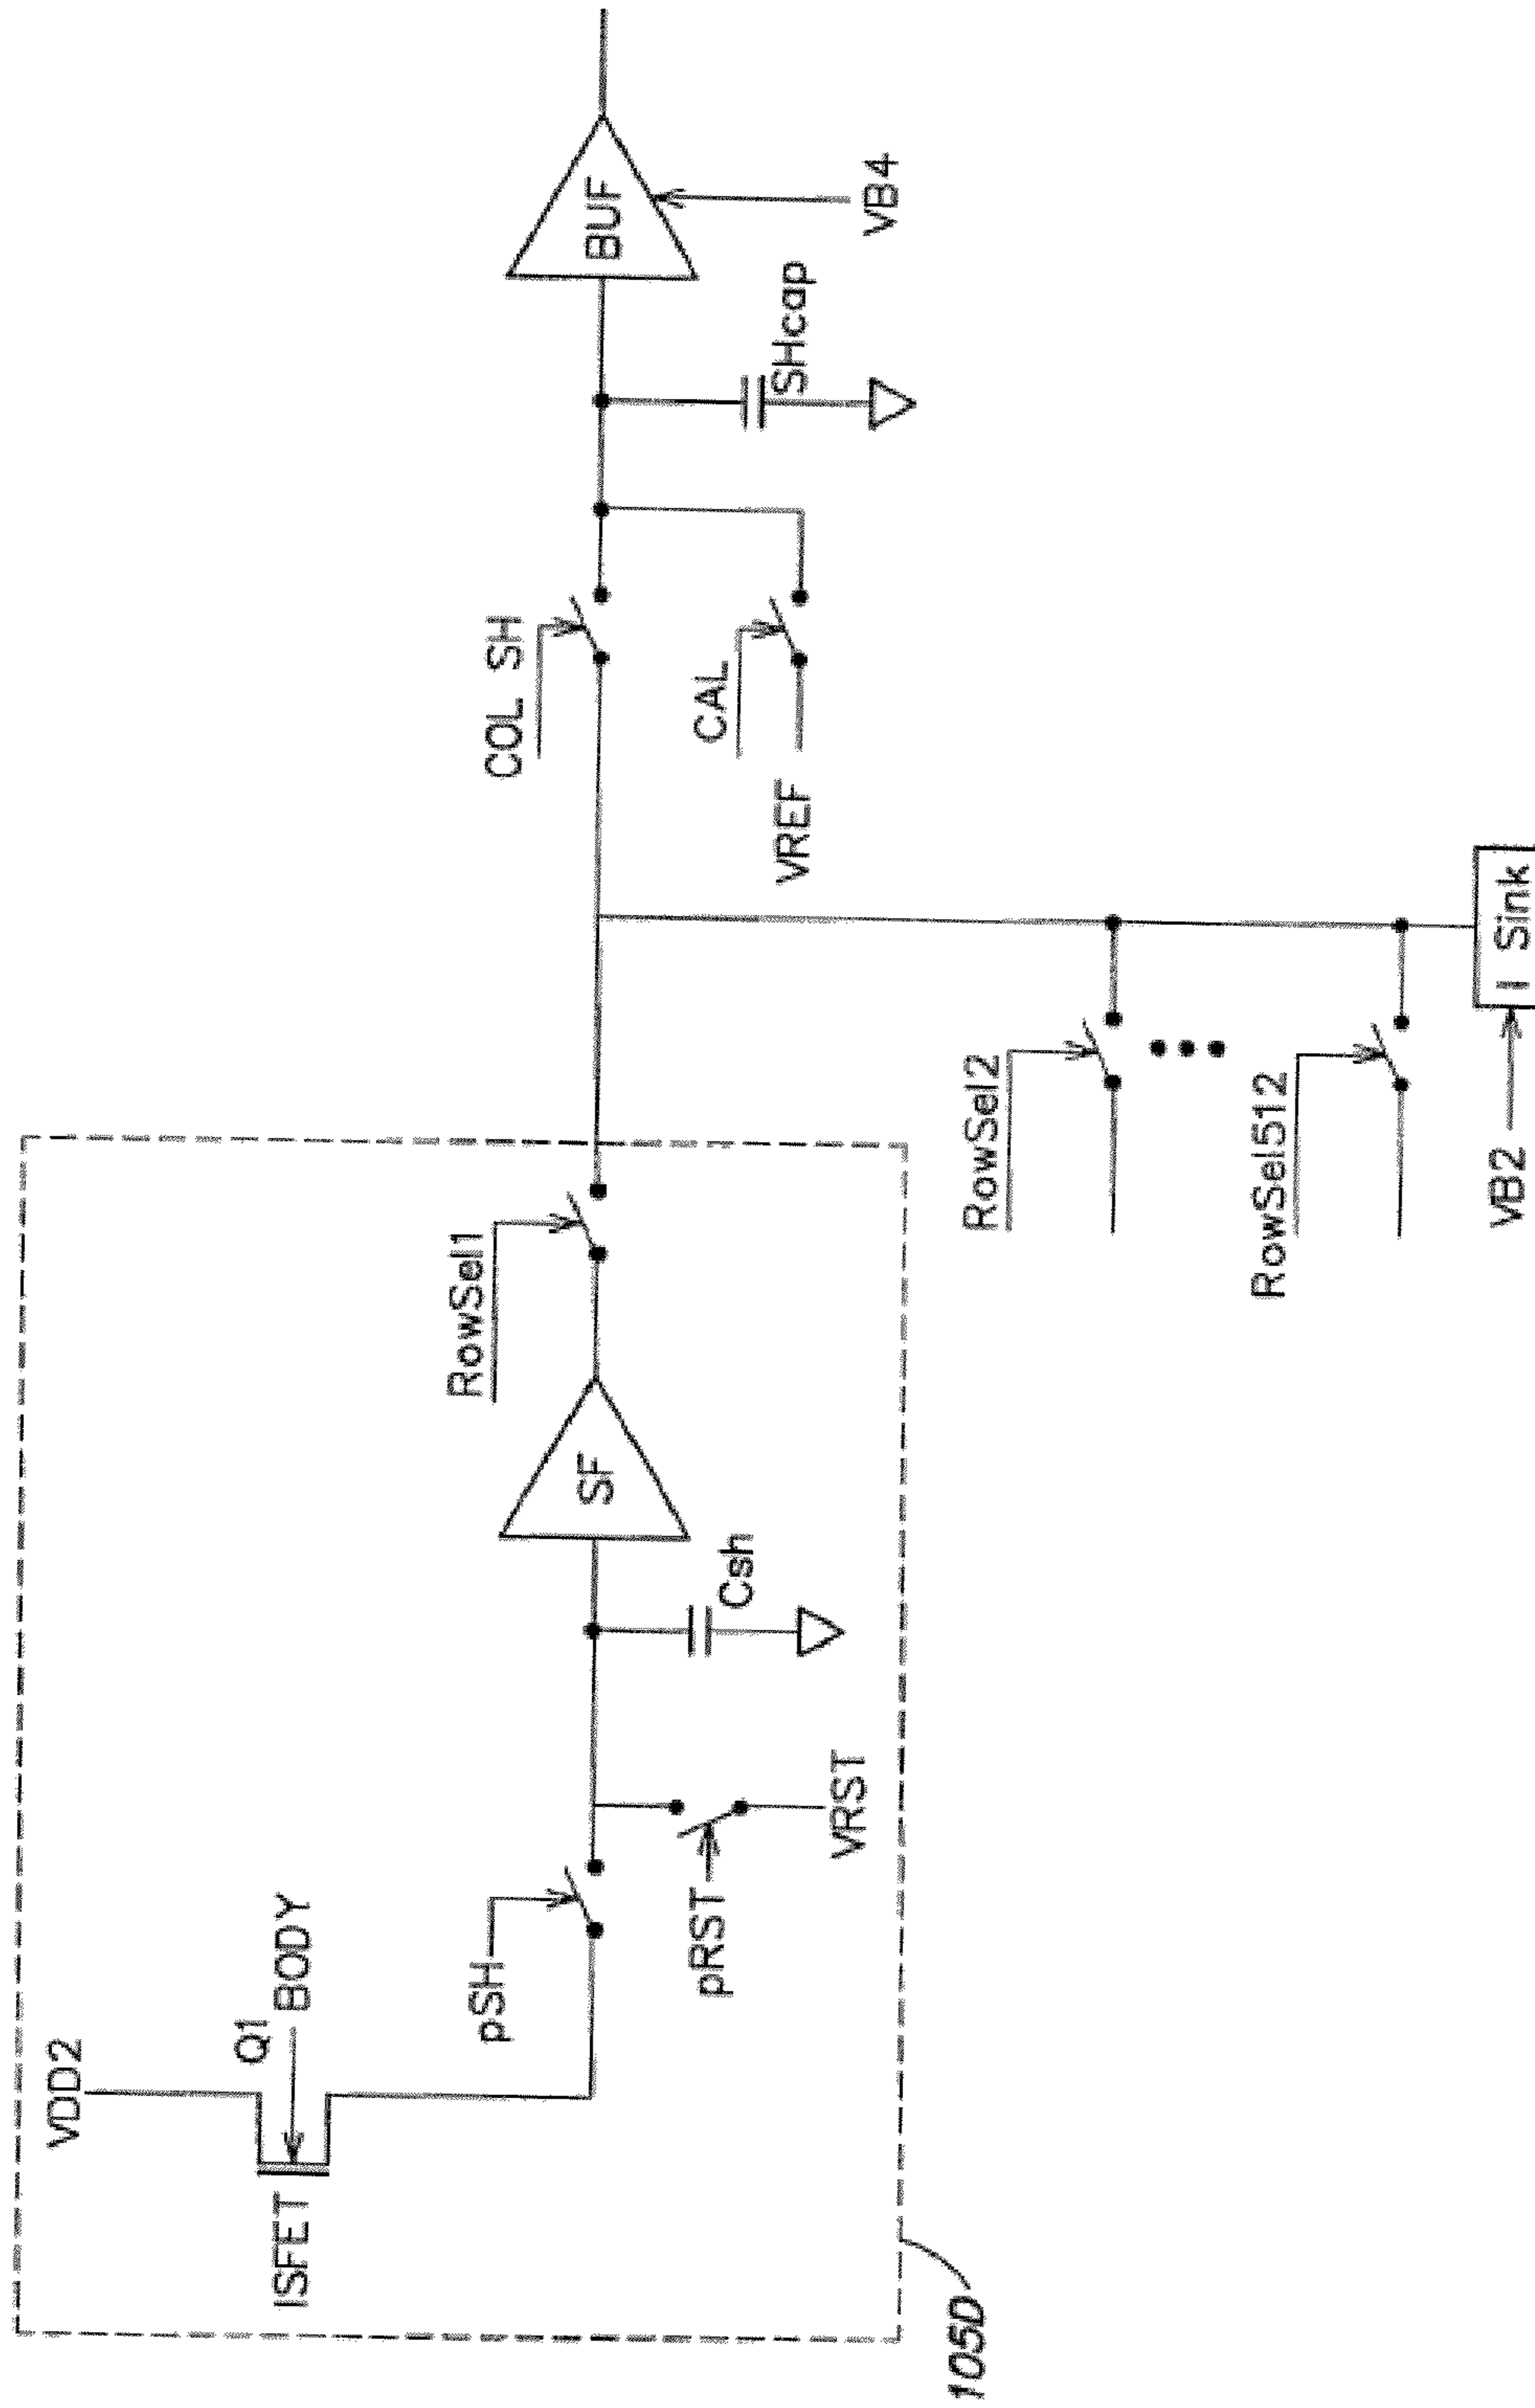 VDD2
Q1
BODY
ISFET
pSH
pRST
VRST
Csh
SF
RowSel1
105D
RowSel2
RowSel512
VB2
I Sink
COL SH
CAL
VREF
SHcap
BUF
VB4